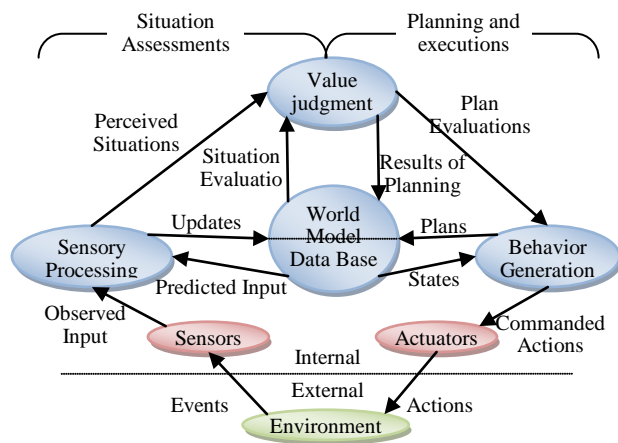 Situation
Assessments
Planning and
executions
Value
judgment
Perceived
Situations
Plan
Evaluations
Situation
Evaluatio
Results of
Planning
World
Model
Data Base
Updates
Plans
Sensory
Processing
Behavior
Generation
Predicted Input
States
Observed
Input
Sensors
Actuators
Commanded
Actions
Internal
External
Events
Environment
Actions